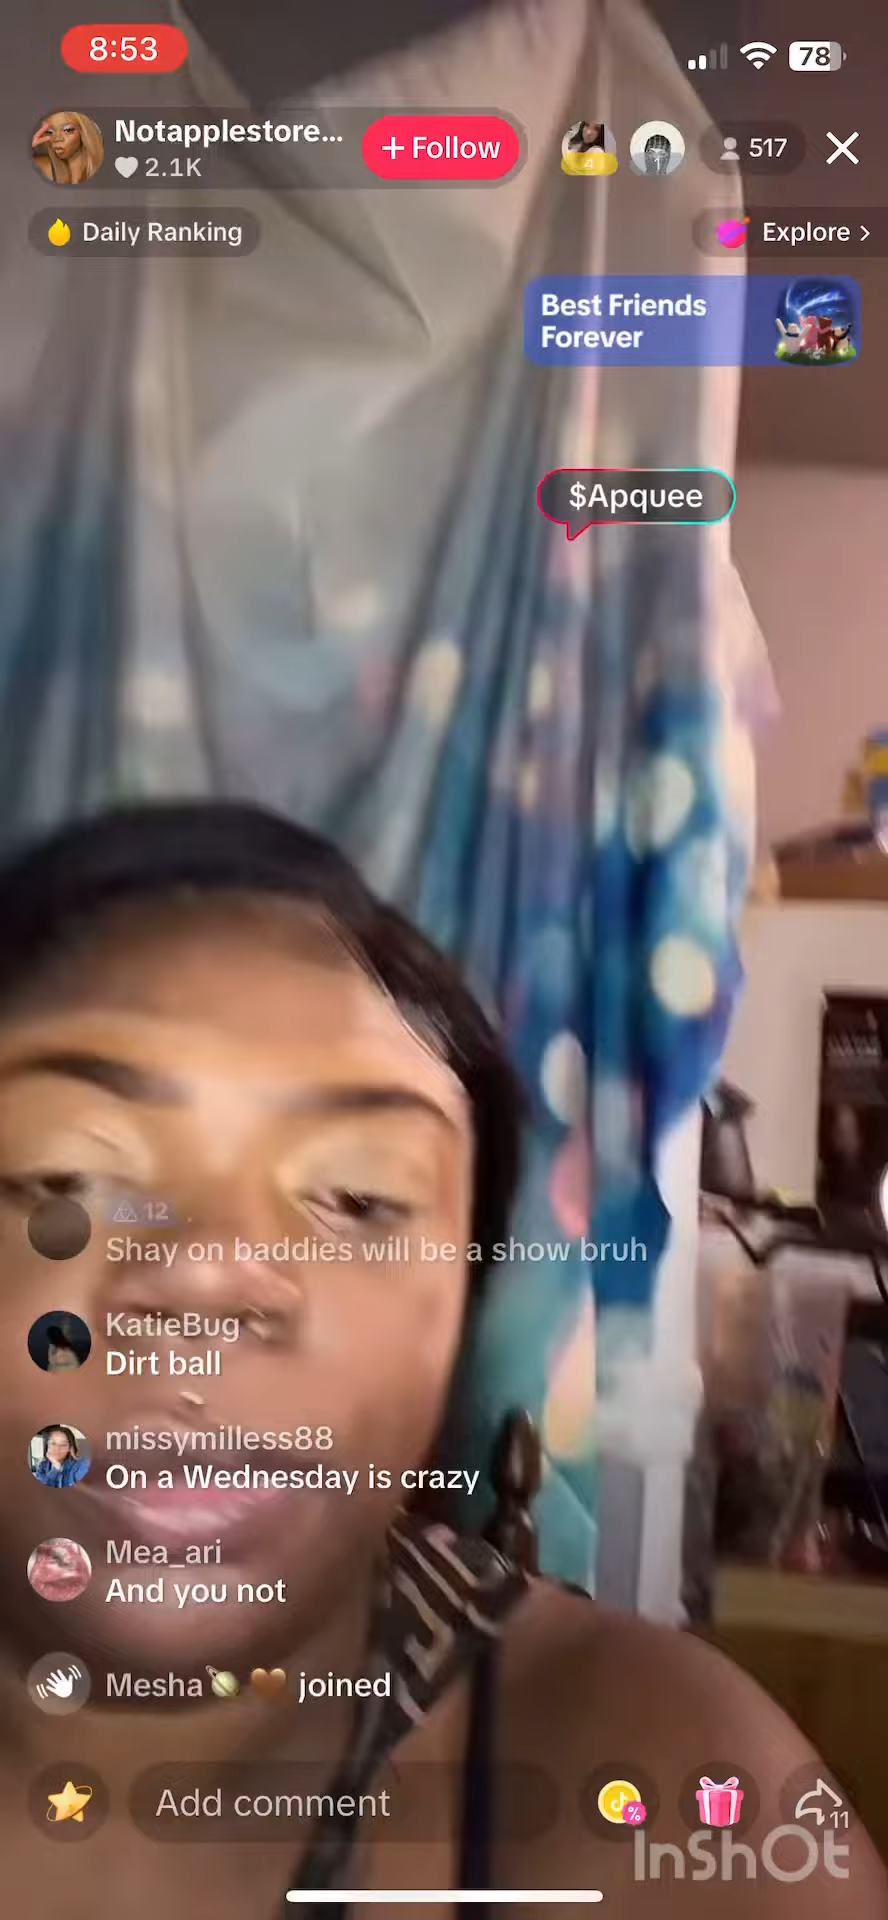 8:53
78
Notapplestore...
2.1K
+ Follow
4
1
517
Daily Ranking
Explore >
Best Friends
Forever
$Apquee
12 .
Shay on baddies will be a show bruh
KatieBug
Dirt ball
missymilless88
On a Wednesday is crazy
Mea_ari
And you not
Mesha🪐🤎 joined
Add comment
11
InShOt